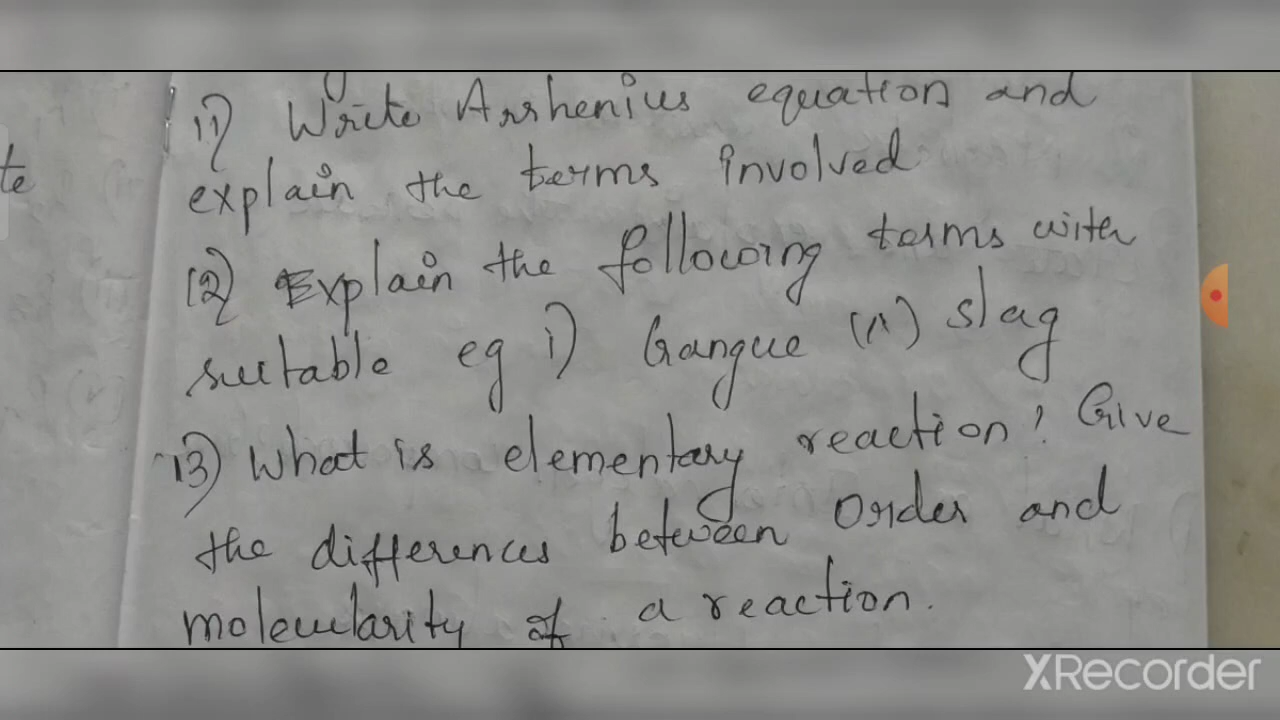 te
11) Write Arrhenius equation and
explain the terms involved
12) Explain the following terms with
suitable eg i) Gangue (ii) slag
13) What is elementary reaction? Give
the differences between Order and
molecularity of a reaction.
XRecorder